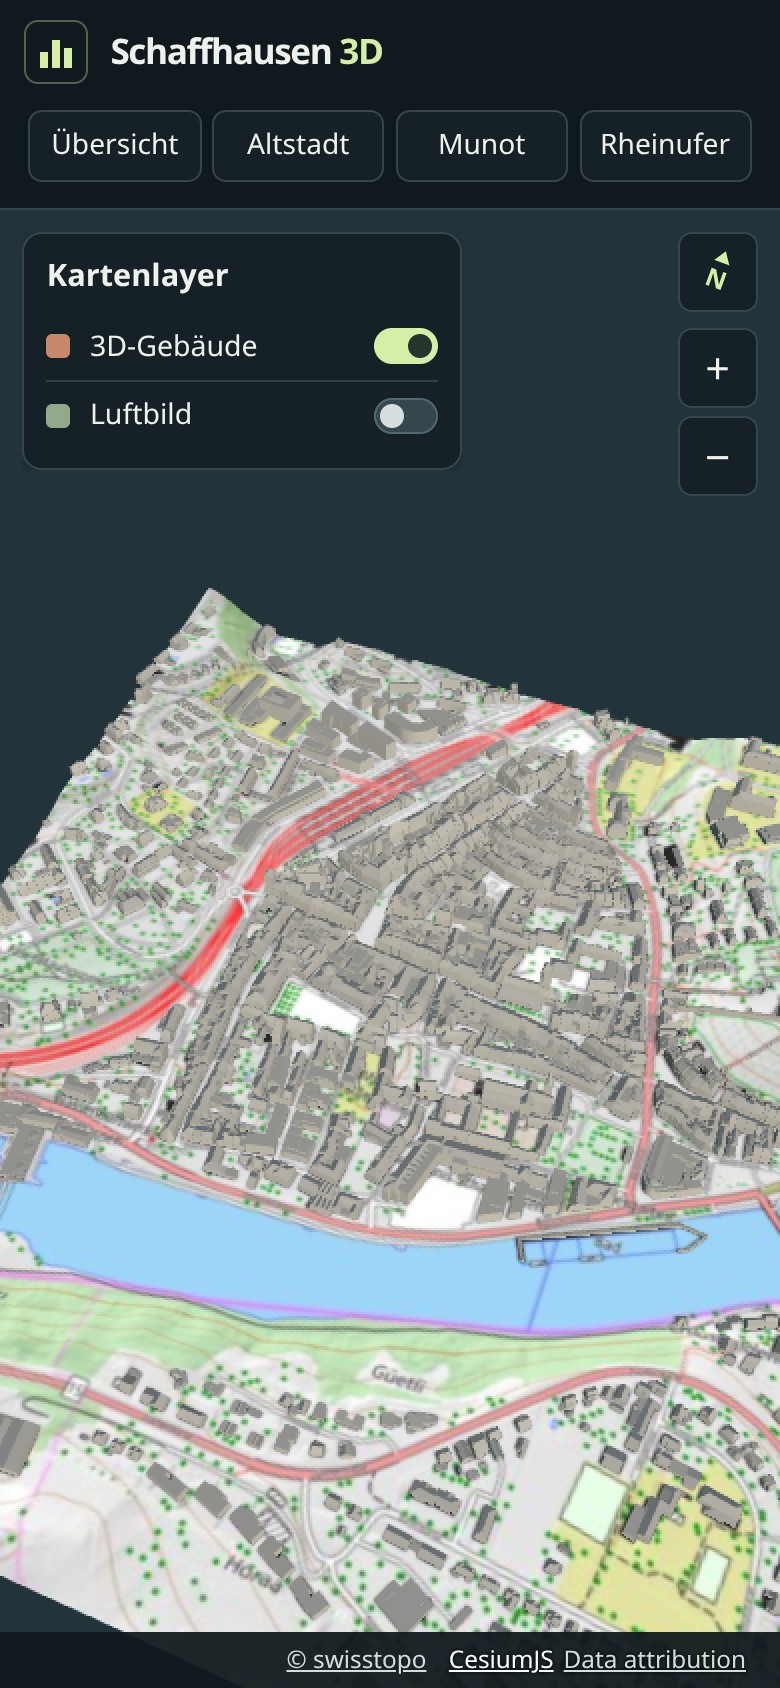 Schaffhausen 3D
Übersicht
Altstadt
Munot
Rheinufer
Kartenlayer
N
3D-Gebäude
+
Luftbild
−
Güetli
© swisstopo CesiumJS Data attribution